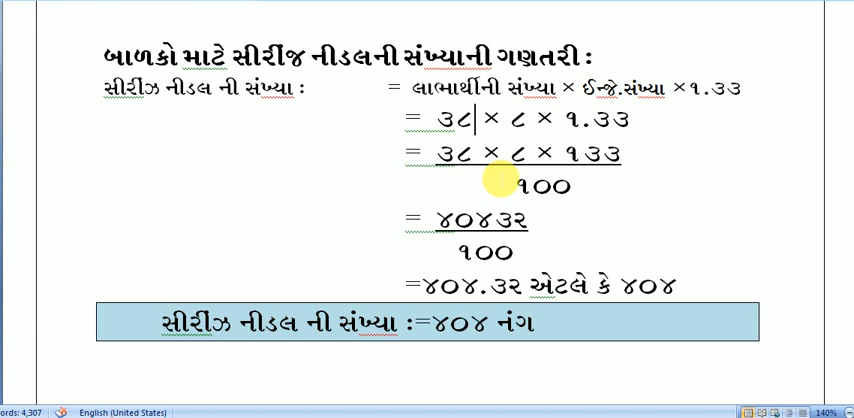 બાળકો માટે સીરીંજ નીડલની સંખ્યાની ગણતરી :
સીરીંઝ નીડલ ની સંખ્યા : = લાભાર્થીની સંખ્યા × ઈન્જે.સંખ્યા ×૧.૩૩
= ૩૮ × ૮ × ૧.૩૩
= ૩૮ × ૮ × ૧૩૩
૧૦૦
= ૪૦૪૩૨
૧૦૦
=૪૦૪.૩૨ એટલે કે ૪૦૪
સીરીંઝ નીડલ ની સંખ્યા :=૪૦૪ નંગ
ords: 4,307 English (United States) 140%